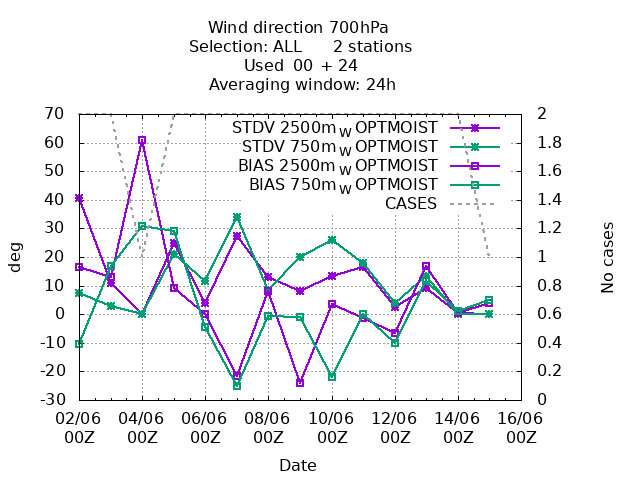 Wind direction 700hPa
Selection: ALL 2 stations
Used 00 + 24
Averaging window: 24h
70 2
60 1.8
50 1.6
40 1.4
30 1.2
20 1
10 0.8
0 0.6
-10 0.4
-20 0.2
-30 0
STDV 2500m W OPTMOIST
STDV 750m W OPTMOIST
BIAS 2500m W OPTMOIST
BIAS 750m W OPTMOIST
CASES
deg
No cases
02/06 04/06 06/06 08/06 10/06 12/06 14/06 16/06
00Z 00Z 00Z 00Z 00Z 00Z 00Z 00Z
Date